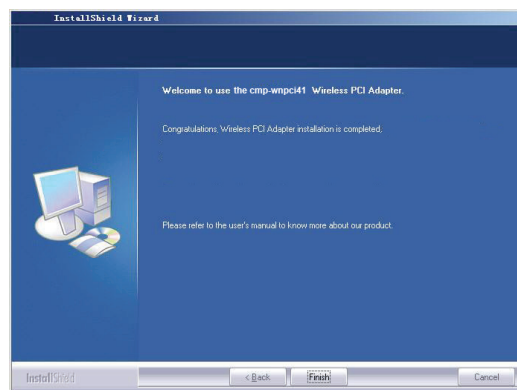 InstallShield Wizard
Welcome to use the cmp-wnpci41 Wireless PCI Adapter.
Congratulations, Wireless PCI Adapter installation is completed,
Please refer to the user's manual to know more about our product.
InstallShield
< Back
Finish
Cancel